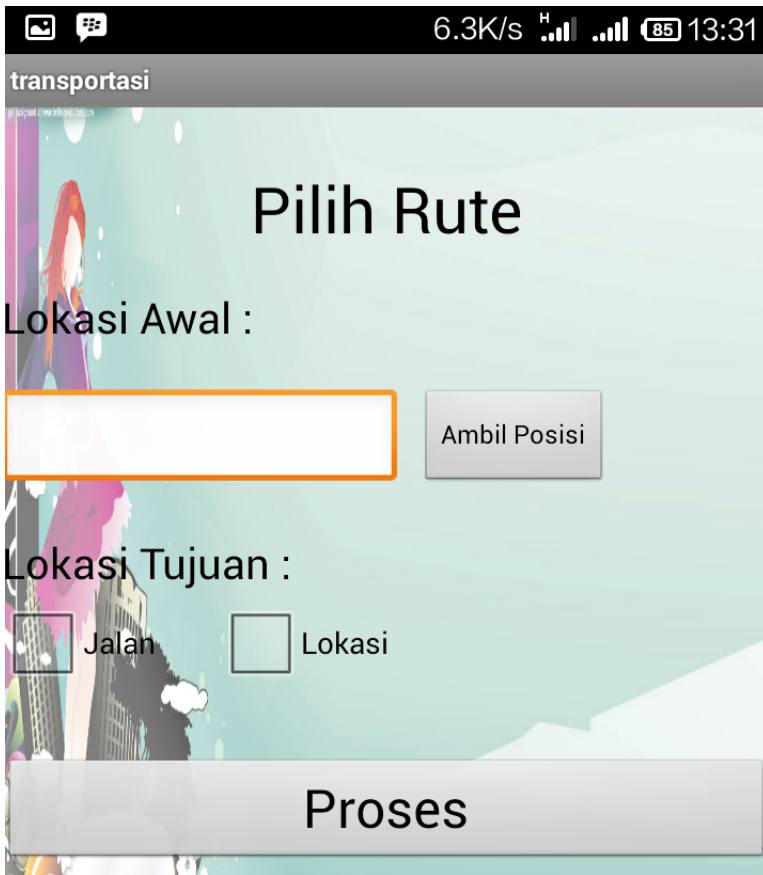 6.3K/s H 85 13:31
transportasi
Pilih Rute
Lokasi Awal :
Ambil Posisi
Lokasi Tujuan :
Jalan Lokasi
Proses